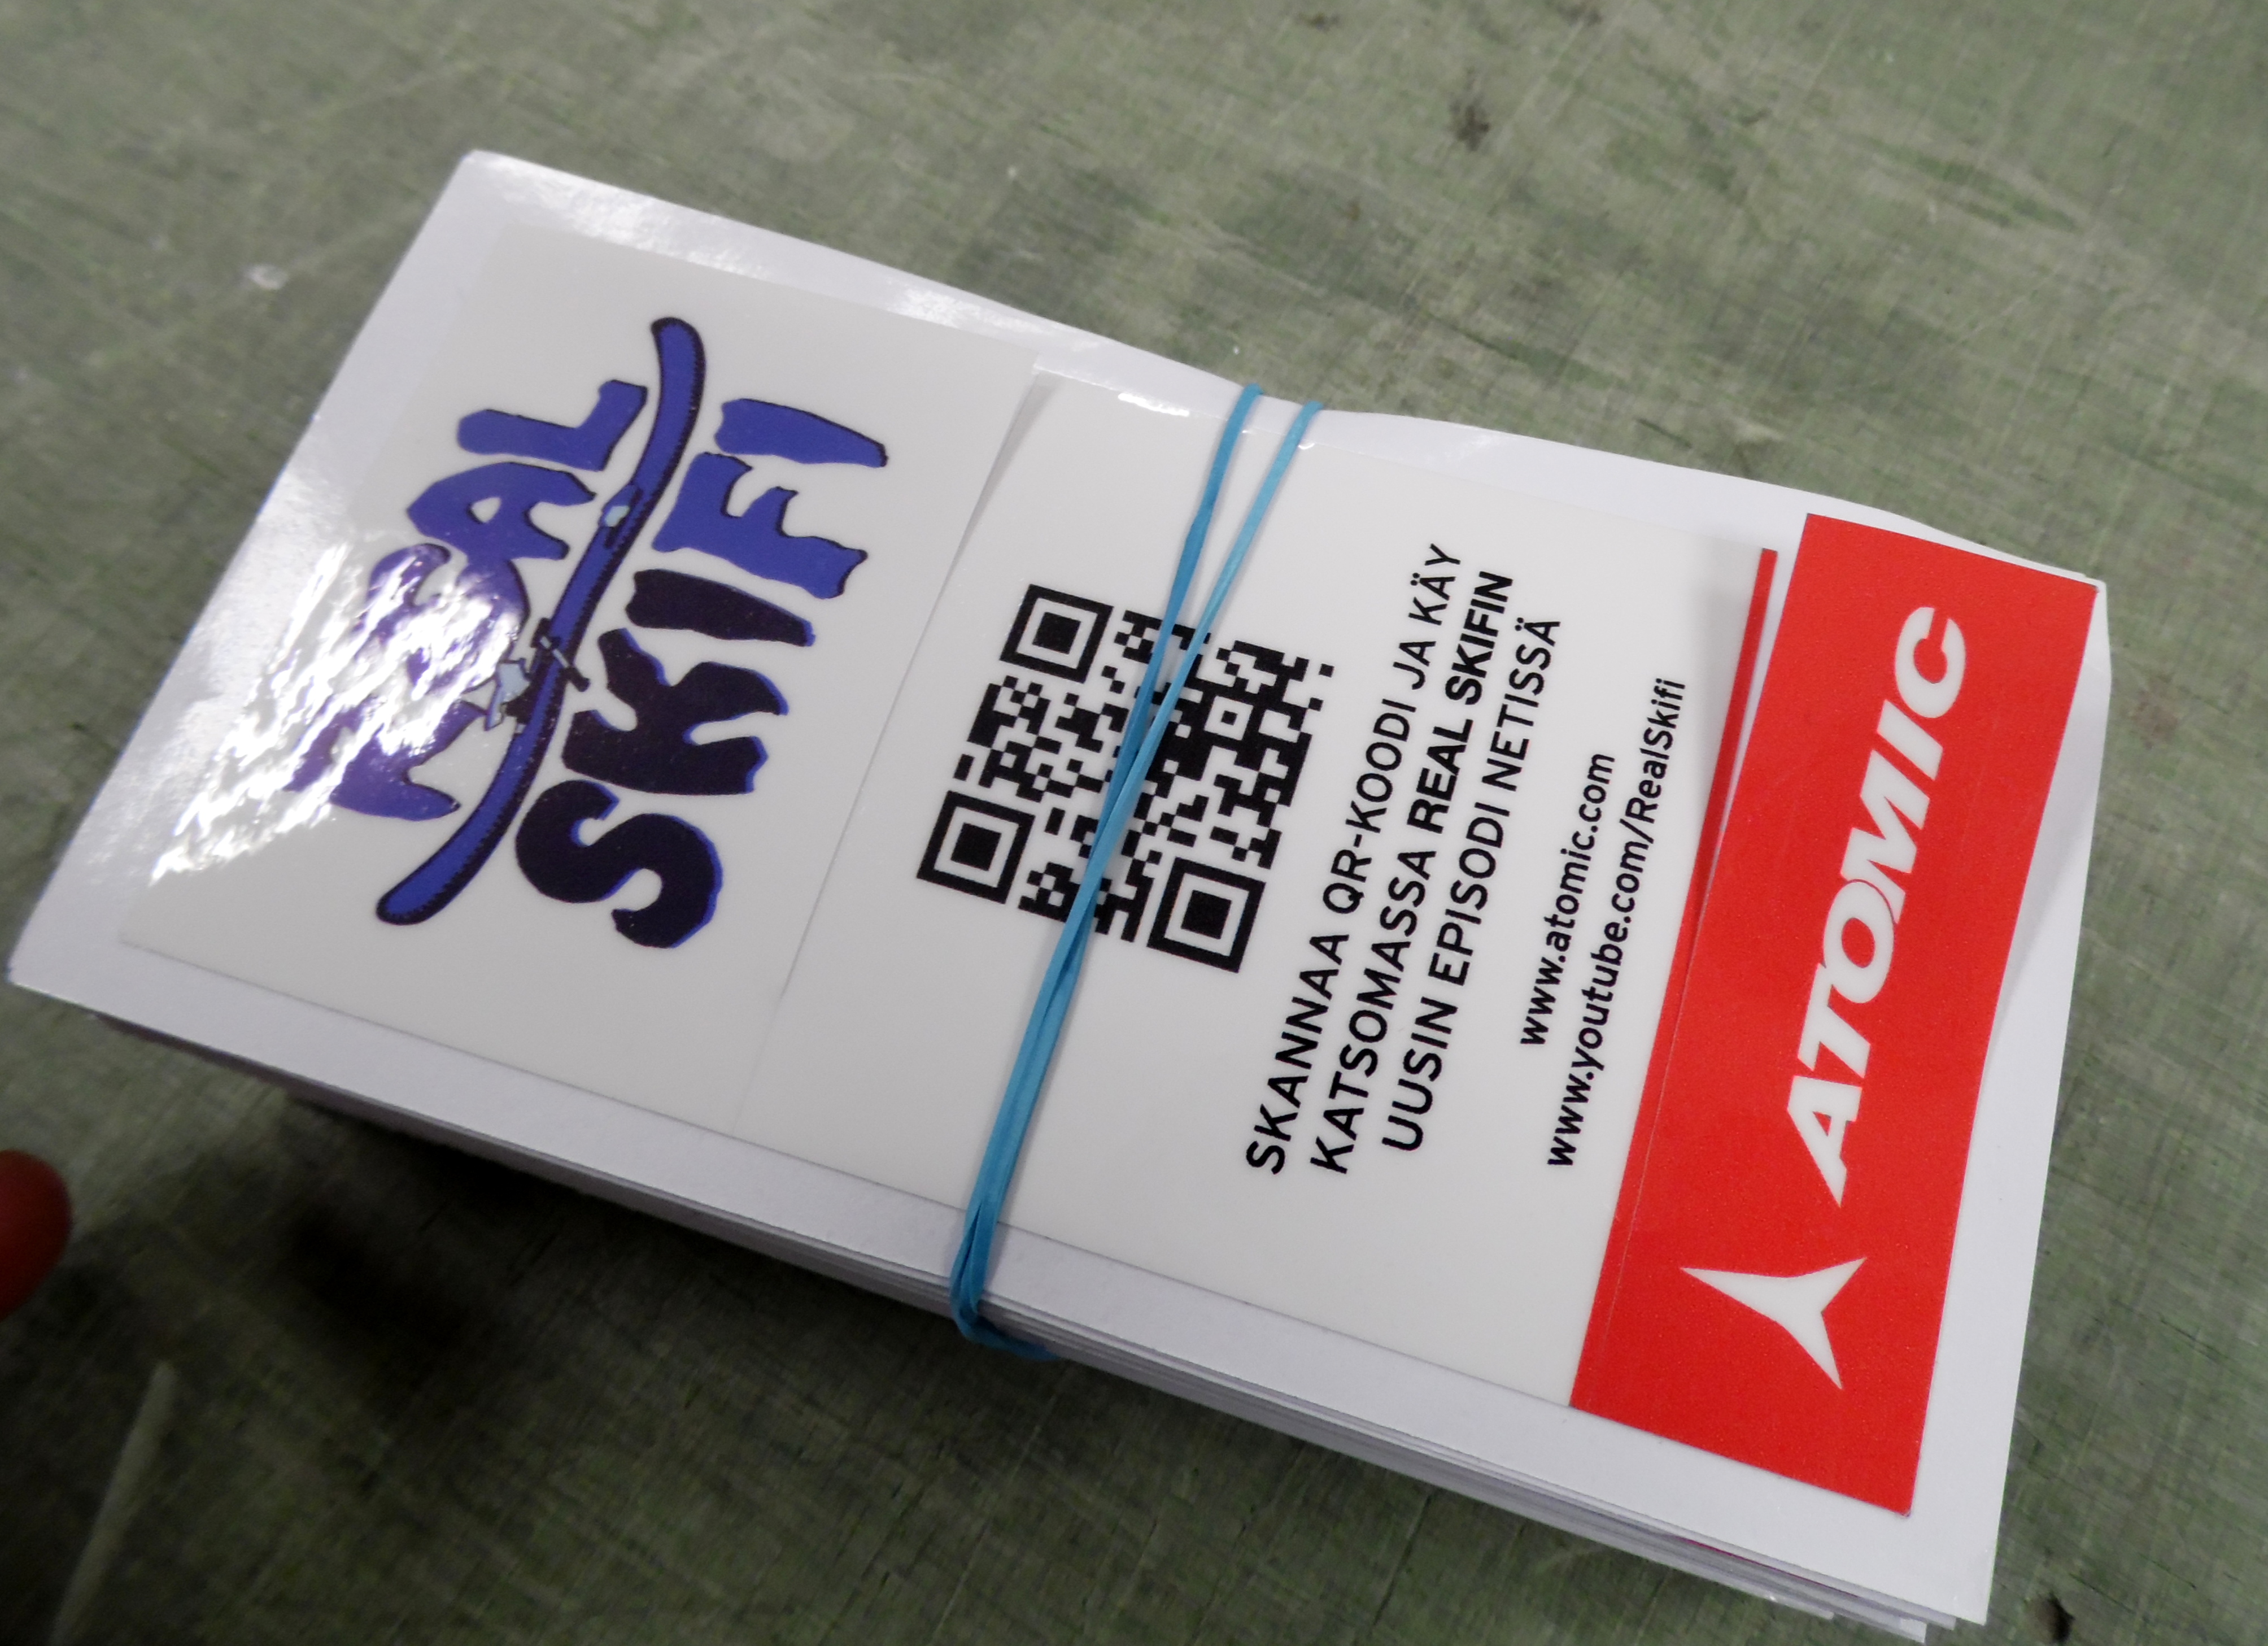 REAL
SKIFI
SKANNAA QR-KOODI JA KÄY
KATSOMASSA REAL SKIFIN
UUSIN EPISODI NETISSÄ
www.atomic.com
www.youtube.com/RealSkifi
ATOMIC